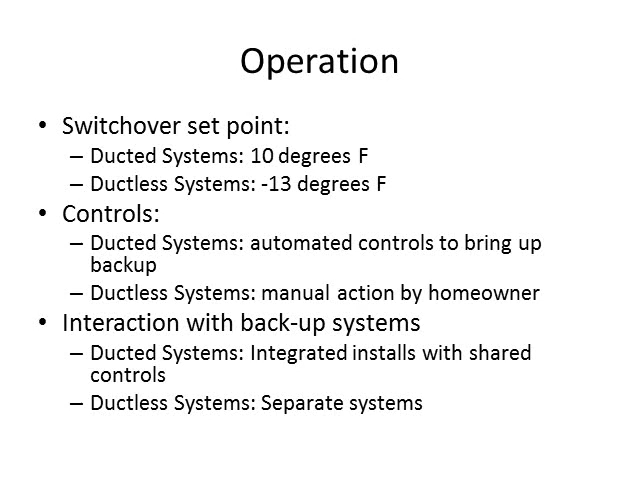 Operation
• Switchover set point:
– Ducted Systems: 10 degrees F
– Ductless Systems: -13 degrees F
• Controls:
– Ducted Systems: automated controls to bring up
backup
– Ductless Systems: manual action by homeowner
• Interaction with back-up systems
– Ducted Systems: Integrated installs with shared
controls
– Ductless Systems: Separate systems